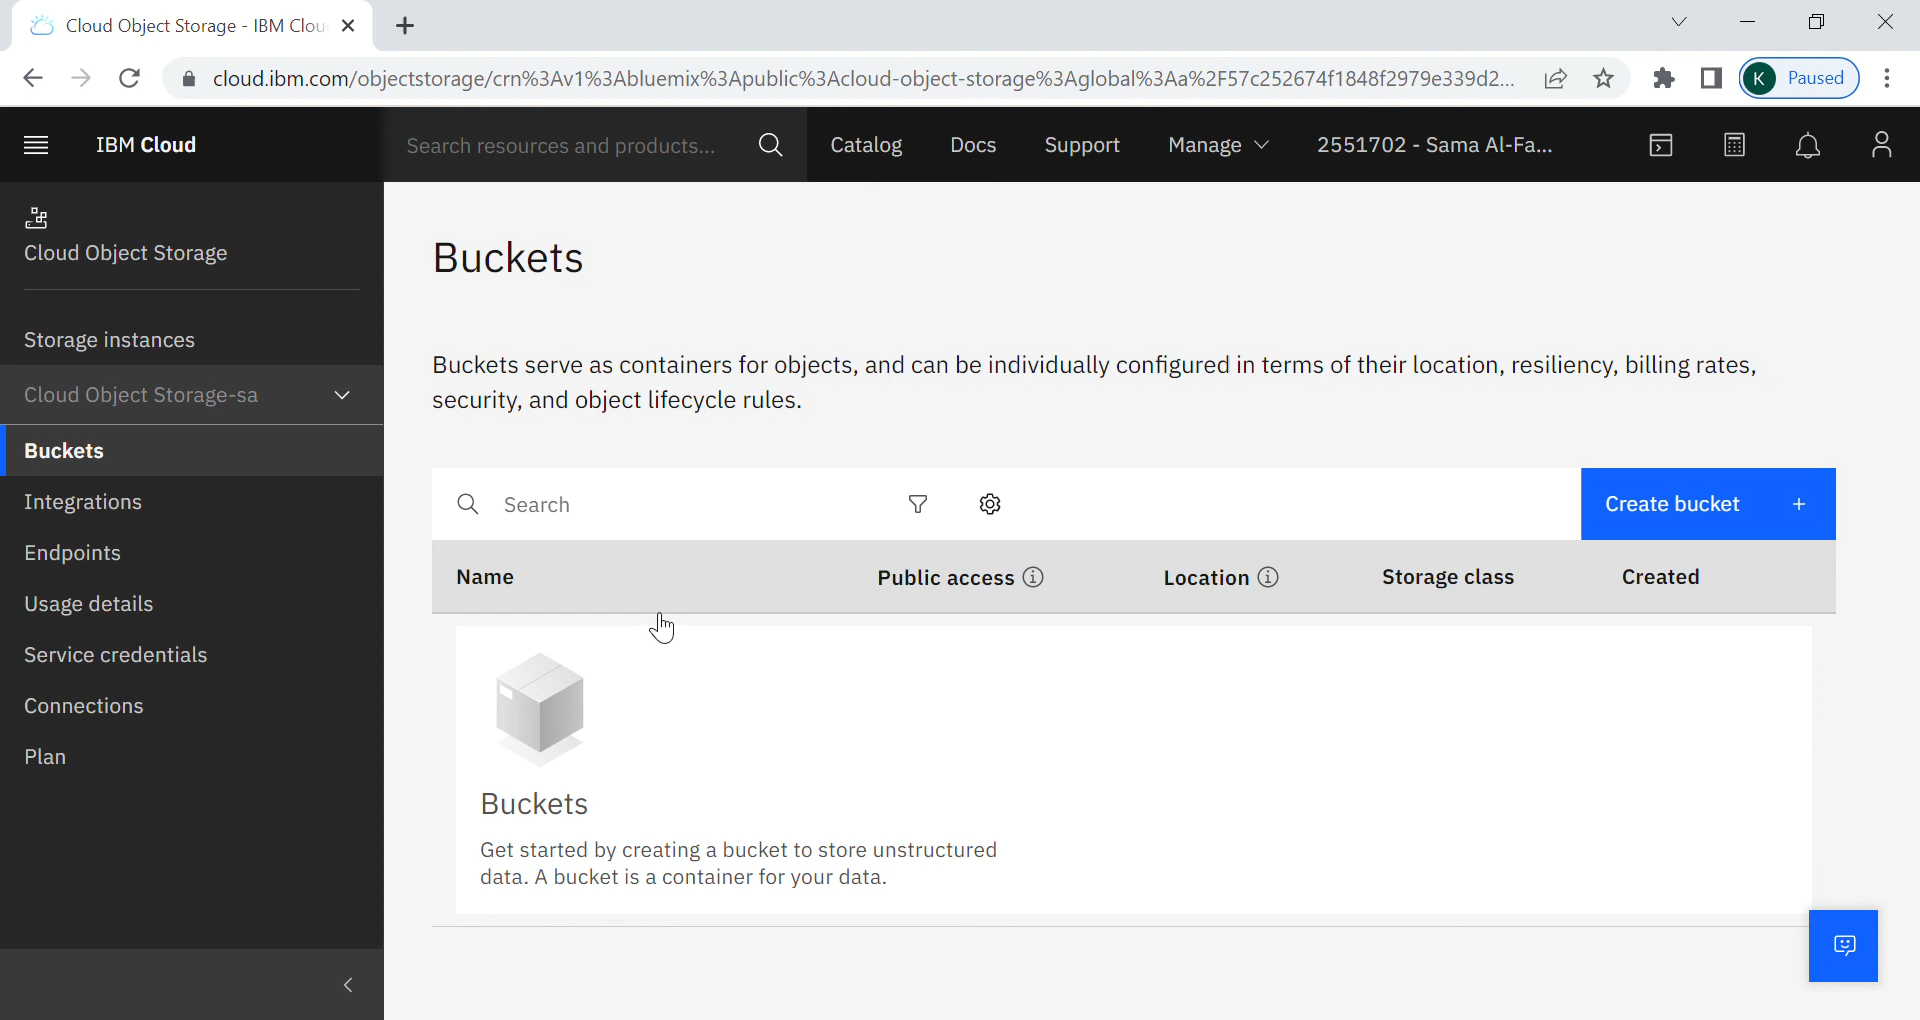 Cloud Object Storage - IBM Clou
cloud.ibm.com/objectstorage/crn%3Av1%3Abluemix%3Apublic%3Acloud-object-storage%3Aglobal%3Aa%2F57c252674f1848f2979e339d2...
K Paused
IBM Cloud
Search resources and products...
Catalog
Docs
Support
Manage
2551702 - Sama Al-Fa...
Cloud Object Storage
Storage instances
Cloud Object Storage-sa
Buckets
Integrations
Endpoints
Usage details
Service credentials
Connections
Plan
Buckets
Buckets serve as containers for objects, and can be individually configured in terms of their location, resiliency, billing rates,
security, and object lifecycle rules.
Search
Create bucket +
Name Public access Location Storage class Created
Buckets
Get started by creating a bucket to store unstructured
data. A bucket is a container for your data.